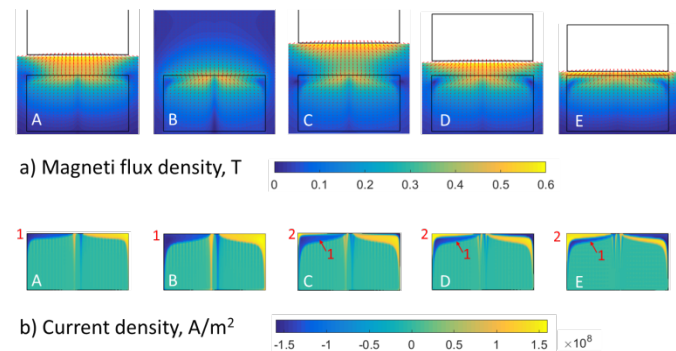 A B C D E
a) Magneti flux density, T
0 0.1 0.2 0.3 0.4 0.5 0.6
1 1 2 2 2
1 1 1
A B C D E
b) Current density, A/m²
-1.5 -1 -0.5 0 0.5 1 1.5 ×10⁸